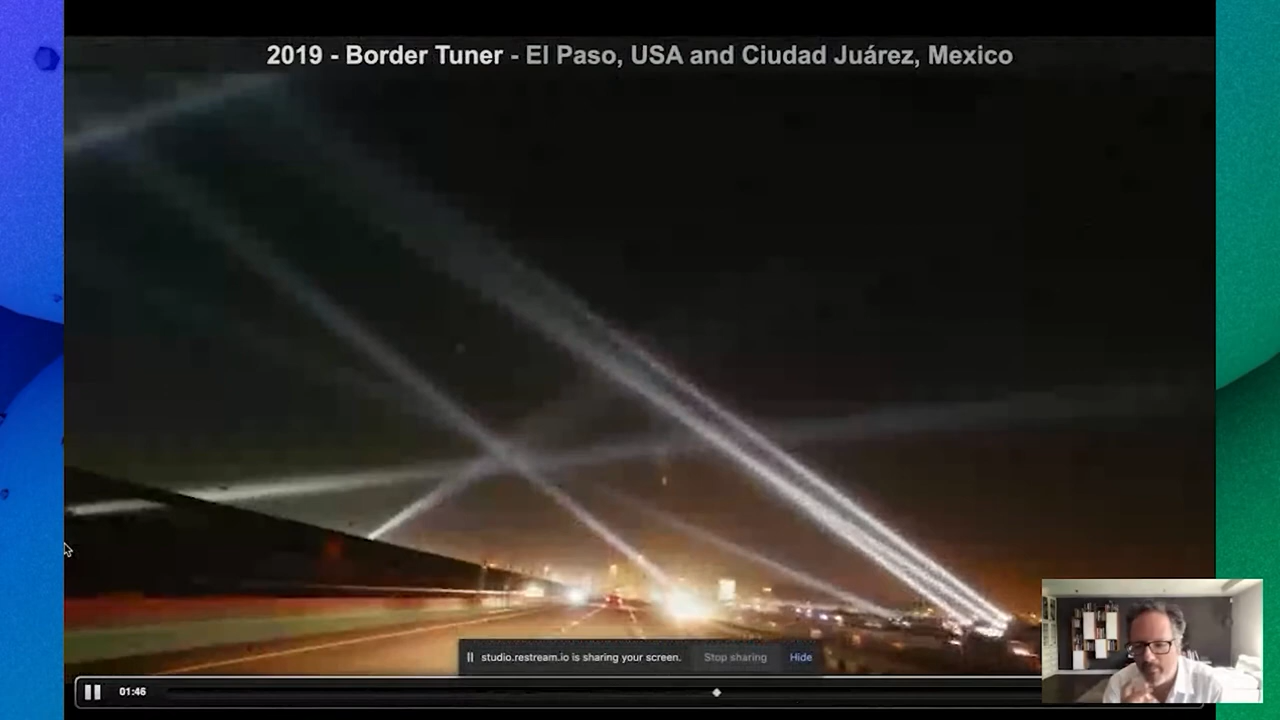 2019 - Border Tuner - El Paso, USA and Ciudad Juárez, Mexico
studio.restream.io is sharing your screen. Stop sharing Hide
01:46